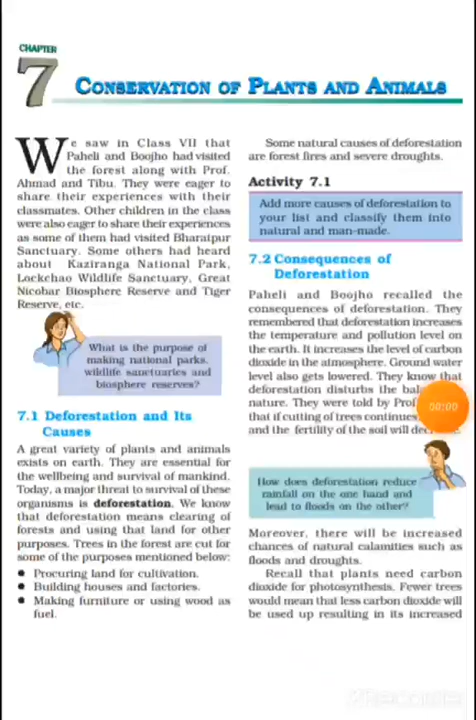 CHAPTER
7
CONSERVATION OF PLANTS AND ANIMALS
We saw in Class VII that
Paheli and Boojho had visited
the forest along with Prof.
Ahmad and Tibu. They were eager to
share their experiences with their
classmates. Other children in the class
were also eager to share their experiences
as some of them had visited Bharatpur
Sanctuary. Some others had heard
about Kaziranga National Park,
Lockchao Wildlife Sanctuary, Great
Nicobar Biosphere Reserve and Tiger
Reserve, etc.
What is the purpose of
making national parks,
wildlife sanctuaries and
biosphere reserves?
7.1 Deforestation and Its
Causes
A great variety of plants and animals
exists on earth. They are essential for
the wellbeing and survival of mankind.
Today, a major threat to survival of these
organisms is deforestation. We know
that deforestation means clearing of
forests and using that land for other
purposes. Trees in the forest are cut for
some of the purposes mentioned below:
• Procuring land for cultivation.
• Building houses and factories.
• Making furniture or using wood as
fuel.
Some natural causes of deforestation
are forest fires and severe droughts.
Activity 7.1
Add more causes of deforestation to
your list and classify them into
natural and man-made.
7.2 Consequences of
Deforestation
Paheli and Boojho recalled the
consequences of deforestation. They
remembered that deforestation increases
the temperature and pollution level on
the earth. It increases the level of carbon
dioxide in the atmosphere. Ground water
level also gets lowered. They know that
deforestation disturbs the bal
nature. They were told by Prof
00:00
that if cutting of trees continues
and the fertility of the soil will
How does deforestation reduce
rainfall on the one hand and
lead to floods on the other?
Moreover, there will be increased
chances of natural calamities such as
floods and droughts.
Recall that plants need carbon
dioxide for photosynthesis. Fewer trees
would mean that less carbon dioxide will
be used up resulting in its increased